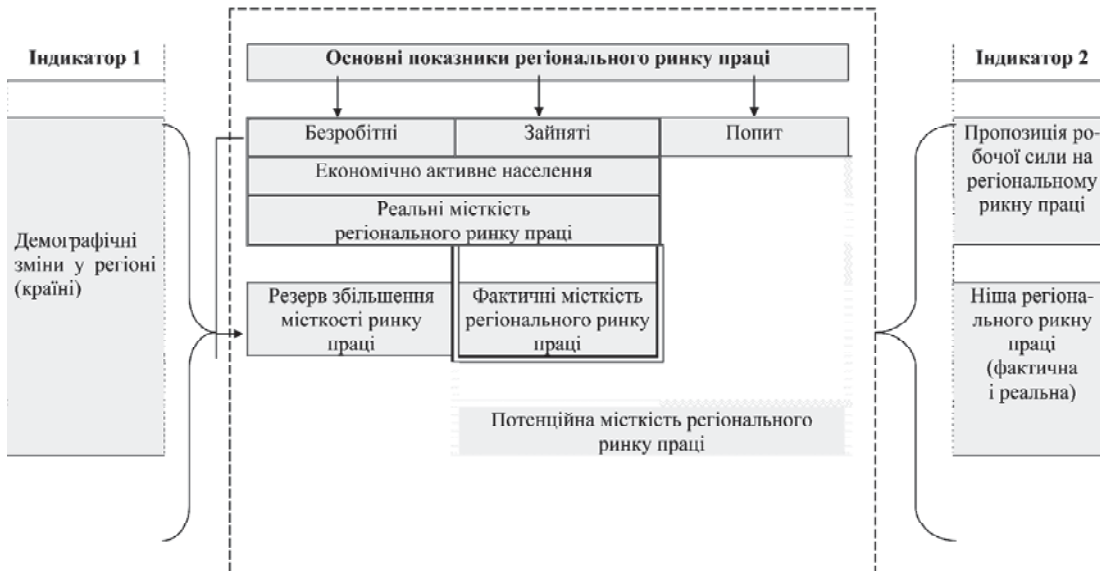 Індикатор 1
Основні показники регіонального ринку праці
Індикатор 2
Безробітні
Зайняті
Попит
Економічно активне населення
Реальні місткість
регіонального ринку праці
Демографічні
зміни у регіоні
(країні)
Резерв збільшення
місткості ринку
праці
Фактичні місткість
регіонального ринку
праці
Потенційна місткість регіонального
ринку праці
Пропозиція ро-
бочої сили на
регіональному
рикну праці
Ніша регіона-
льного рикну
праці
(фактична
і реальна)